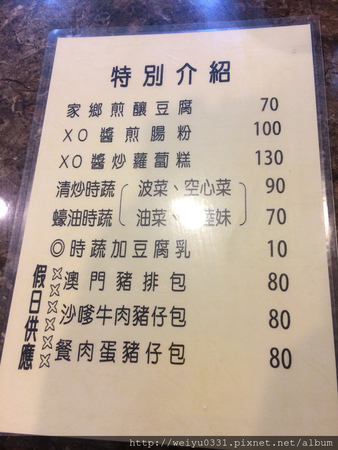 特別介紹
家鄉煎釀豆腐 70
XO醬煎腸粉 100
XO醬炒蘿蔔糕 130
清炒時蔬 波菜、空心菜 90
蠔油時蔬 油菜、陸妹 70
◎時蔬加豆腐乳 10
假日供應
澳門豬排包 80
沙嗲牛肉豬仔包 80
餐肉蛋豬仔包 80
http://weiyu0331.pixnet.net/album